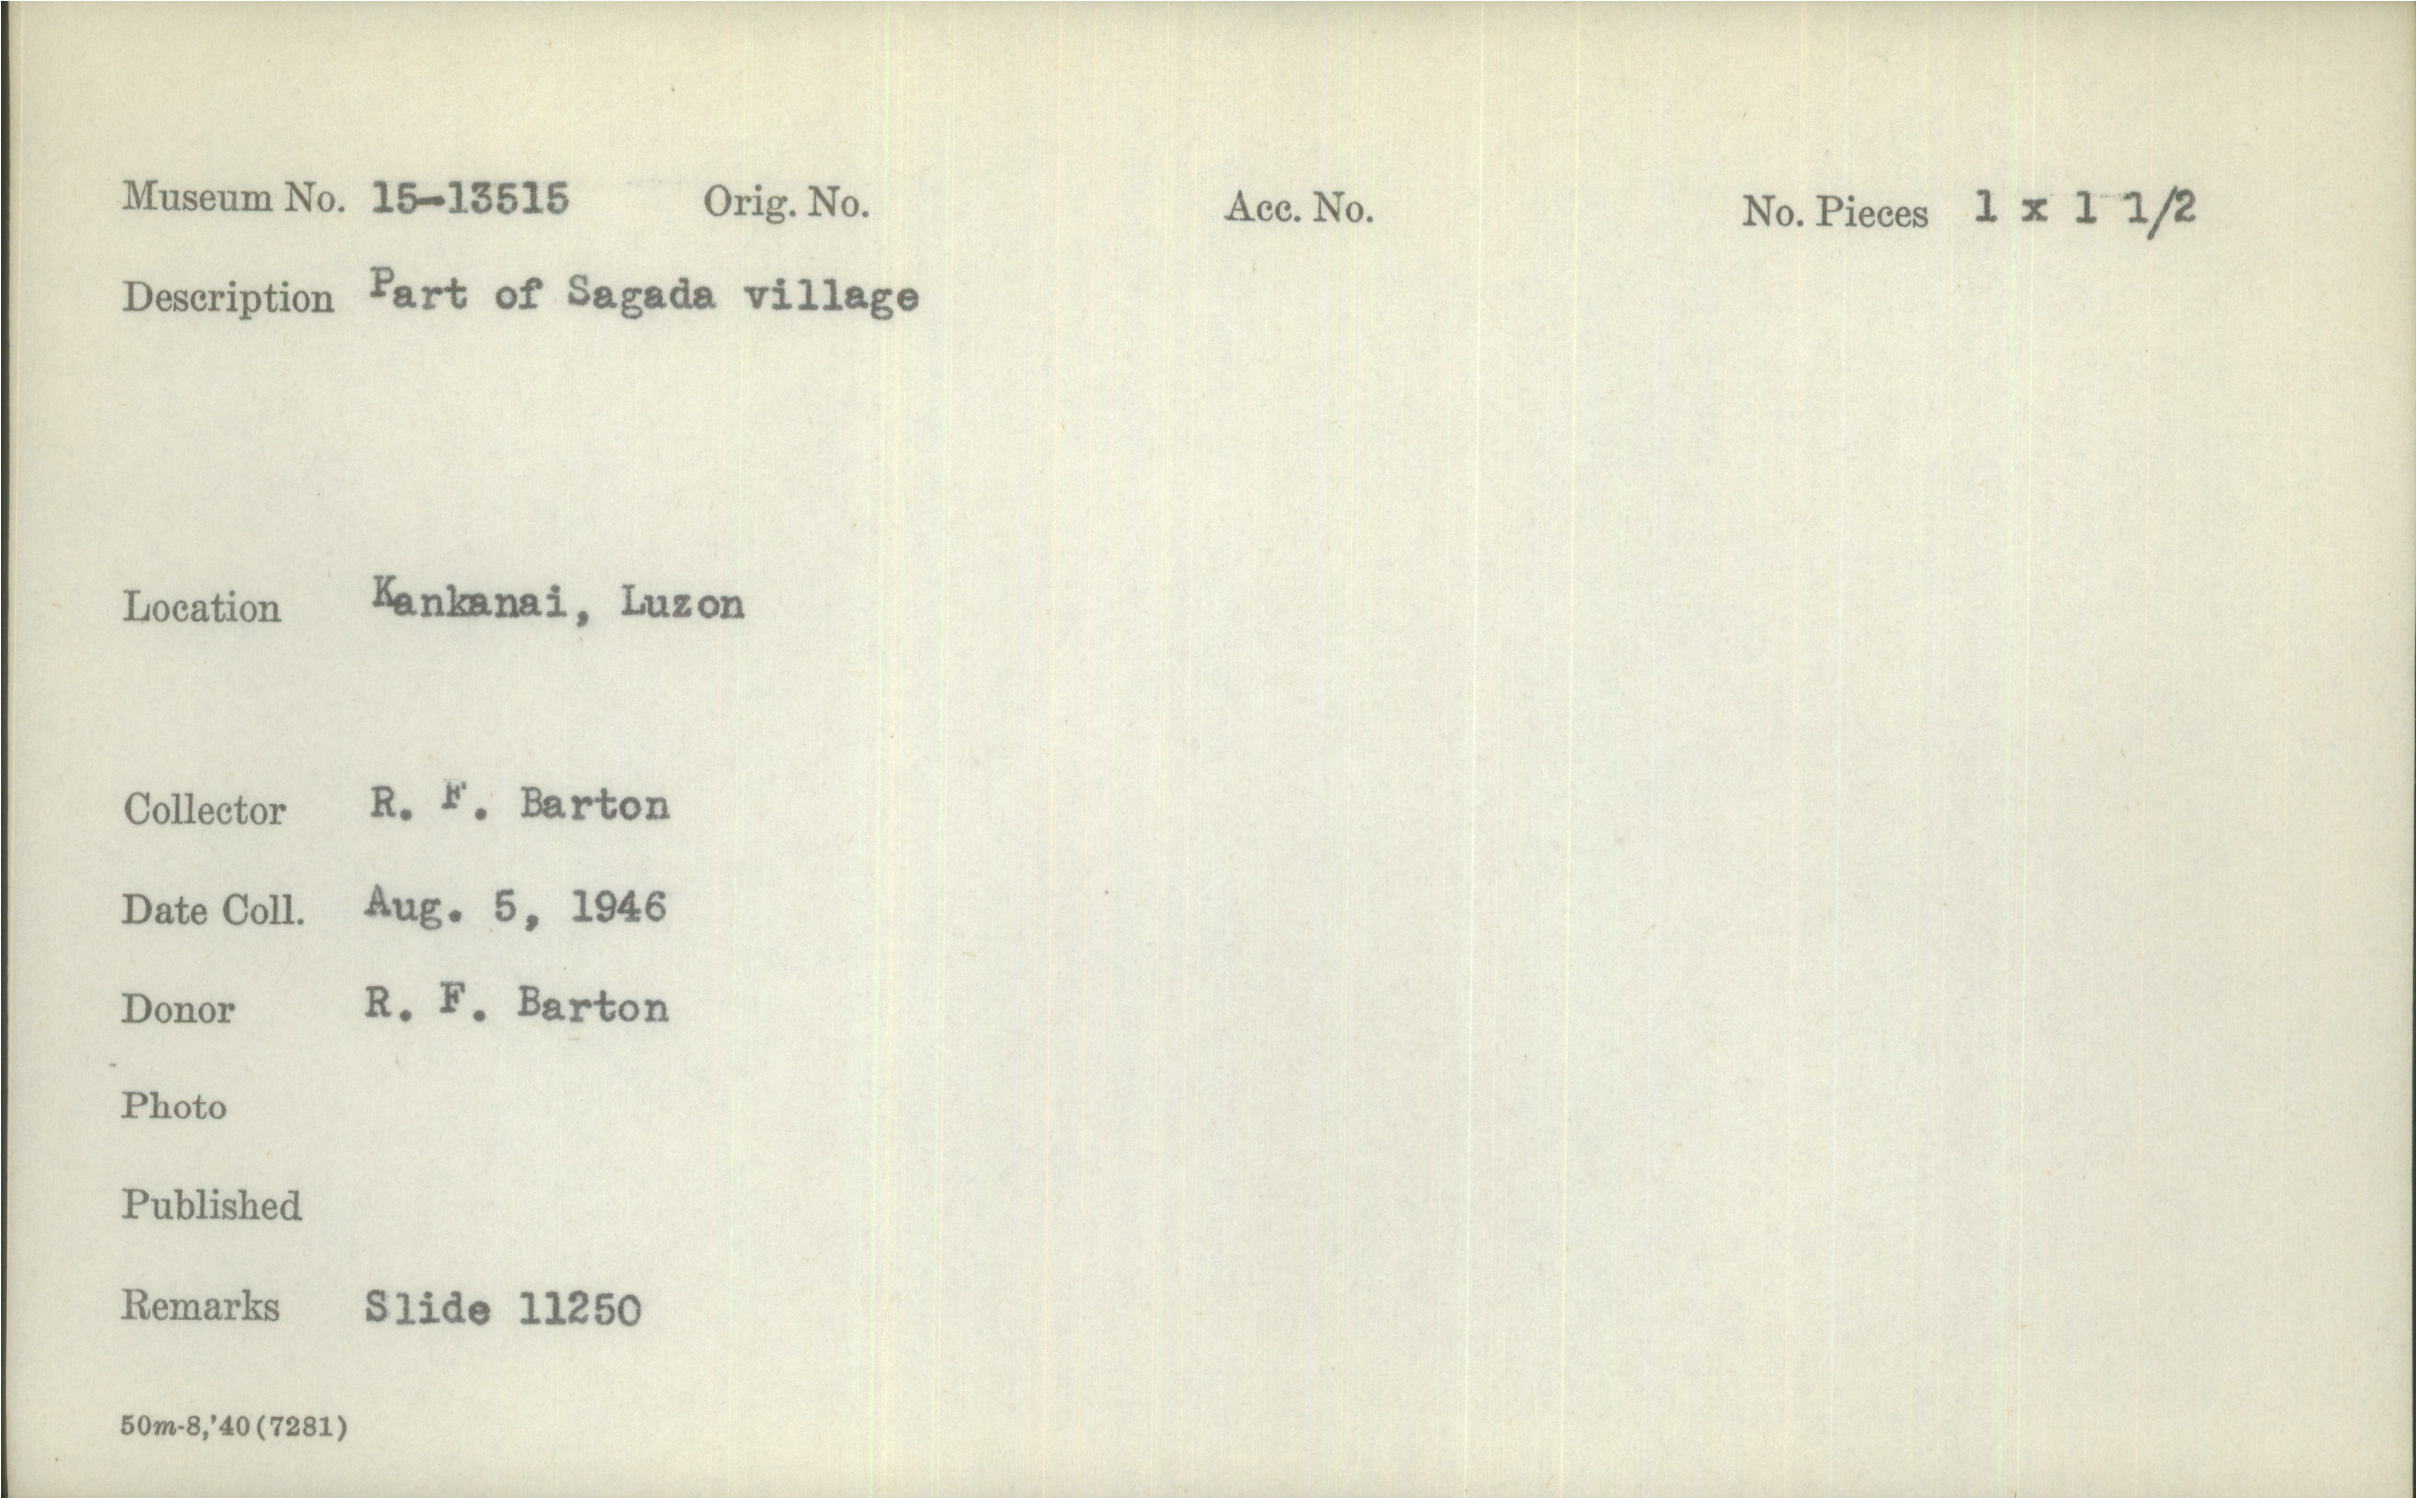 Museum No. 15-13515 Orig. No. Acc. No. No. Pieces 1 x 1 1/2
Description Part of Sagada village
Location Kankanai, Luzon
Collector R. F. Barton
Date Coll. Aug. 5, 1946
Donor R. F. Barton
Photo
Published
Remarks Slide 11250
50m-8,'40(7281)